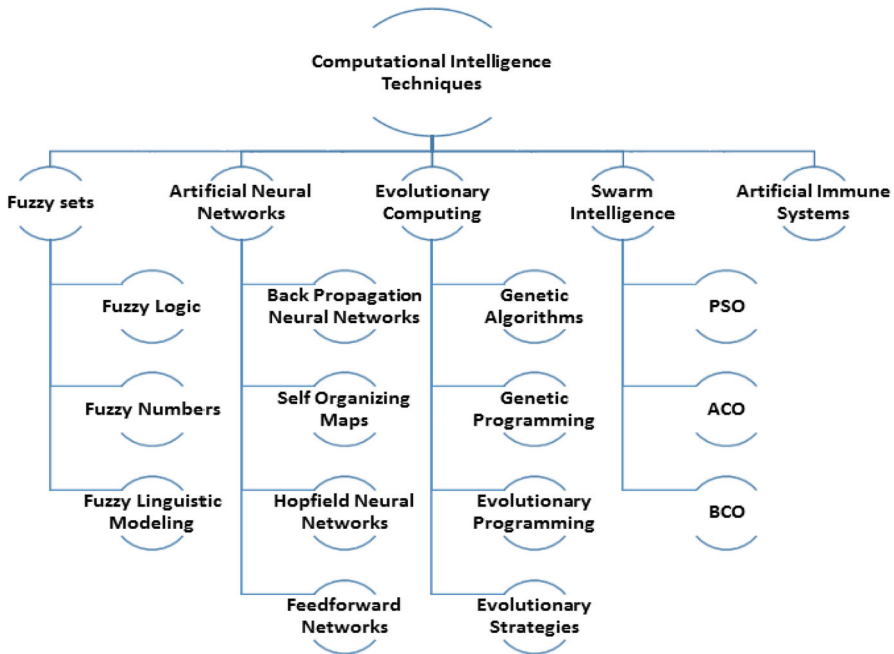 Computational Intelligence
Techniques
Fuzzy sets
Artificial Neural
Networks
Evolutionary
Computing
Swarm
Intelligence
Artificial Immune
Systems
Fuzzy Logic
Fuzzy Numbers
Fuzzy Linguistic
Modeling
Back Propagation
Neural Networks
Self Organizing
Maps
Hopfield Neural
Networks
Feedforward
Networks
Genetic
Algorithms
Genetic
Programming
Evolutionary
Programming
Evolutionary
Strategies
PSO
ACO
BCO